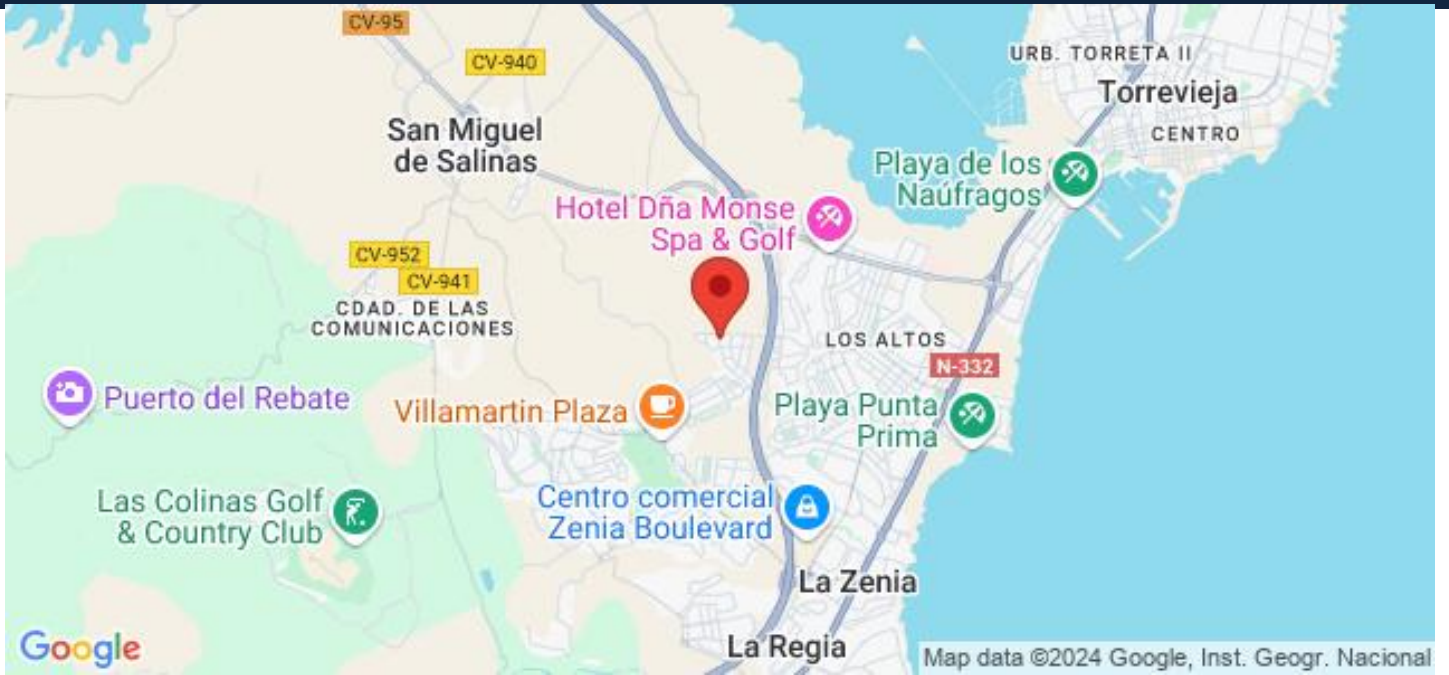 CV-95
CV-940
URB. TORRETA II
Torrevieja
CENTRO
San Miguel
de Salinas
Playa de los
Naúfragos
Hotel Dña Monse
Spa & Golf
CV-952
CV-941
CDAD. DE LAS
COMUNICACIONES
LOS ALTOS
N-332
Puerto del Rebate
Villamartin Plaza
Playa Punta
Prima
Las Colinas Golf
& Country Club
Centro comercial
Zenia Boulevard
La Zenia
La Regia
Google
Map data ©2024 Google, Inst. Geogr. Nacional